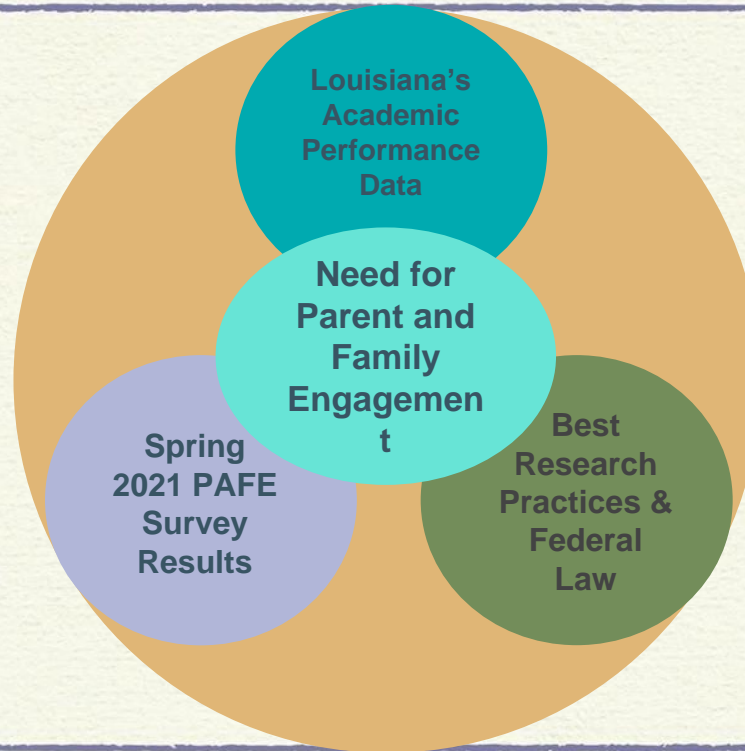 Louisiana's
Academic
Performance
Data
Need for
Parent and
Family
Engagemen
t
Spring
2021 PAFE
Survey
Results
Best
Research
Practices &
Federal
Law